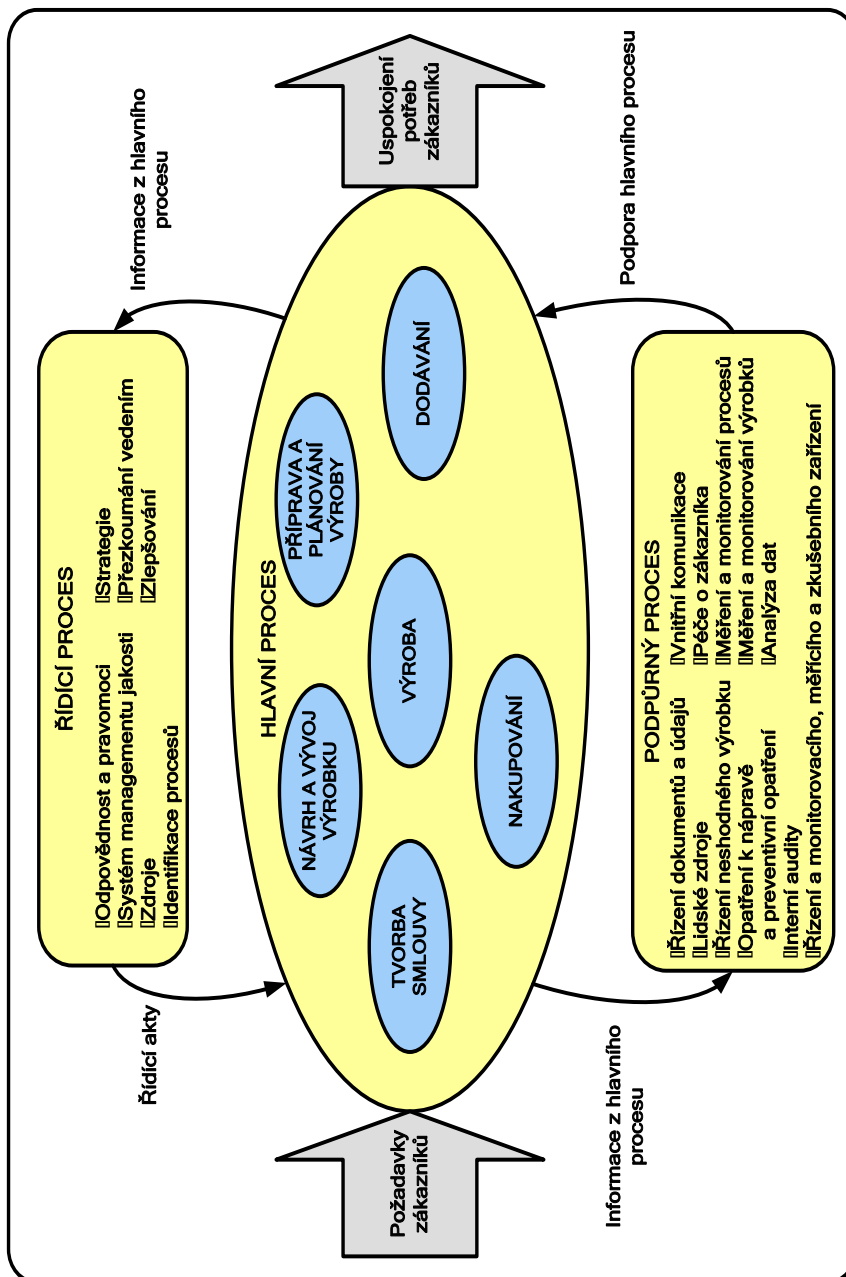 ŘÍDÍCÍ PROCES
Odpovědnost a pravomoci
Systém managementu jakosti
Zdroje
Identifikace procesů
Strategie
Přezkoumání vedením
Zlepšování
Řídící akty
Informace z hlavního
procesu
Požadavky
zákazníků
HLAVNÍ PROCES
TVORBA
SMLOUVY
NÁVRH A VÝVOJ
VÝROBKU
VÝROBA
NAKUPOVÁNÍ
PŘÍPRAVA A
PLÁNOVÁNÍ
VÝROBY
DODÁVÁNÍ
Uspokojení
potřeb
zákazníků
Informace z hlavního
procesu
Podpora hlavního procesu
PODPŮRNÝ PROCES
Řízení dokumentů a údajů
Lidské zdroje
Řízení neshodného výrobku
Opatření k nápravě
a preventivní opatření
Interní audity
Řízení a monitorovacího, měřícího a zkušebního zařízení
Vnitřní komunikace
Péče o zákazníka
Měření a monitorování procesů
Měření a monitorování výrobků
Analýza dat